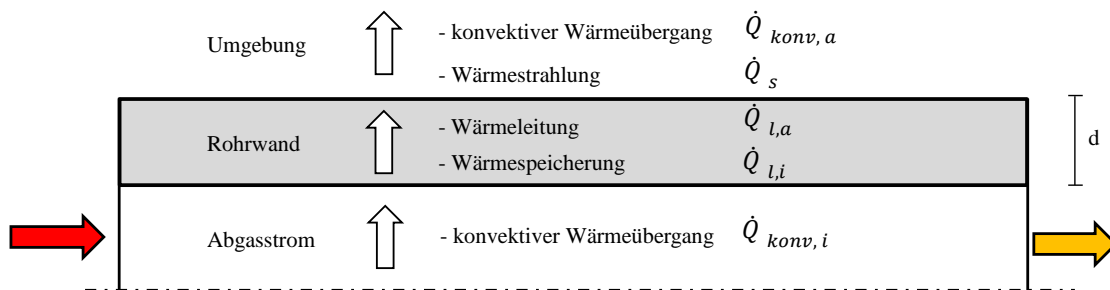 Umgebung
- konvektiver Wärmeübergang Q̇ konv, a
- Wärmestrahlung Q̇ s
Rohrwand
- Wärmeleitung Q̇ l,a
- Wärmespeicherung Q̇ l,i
d
Abgasstrom - konvektiver Wärmeübergang Q̇ konv, i